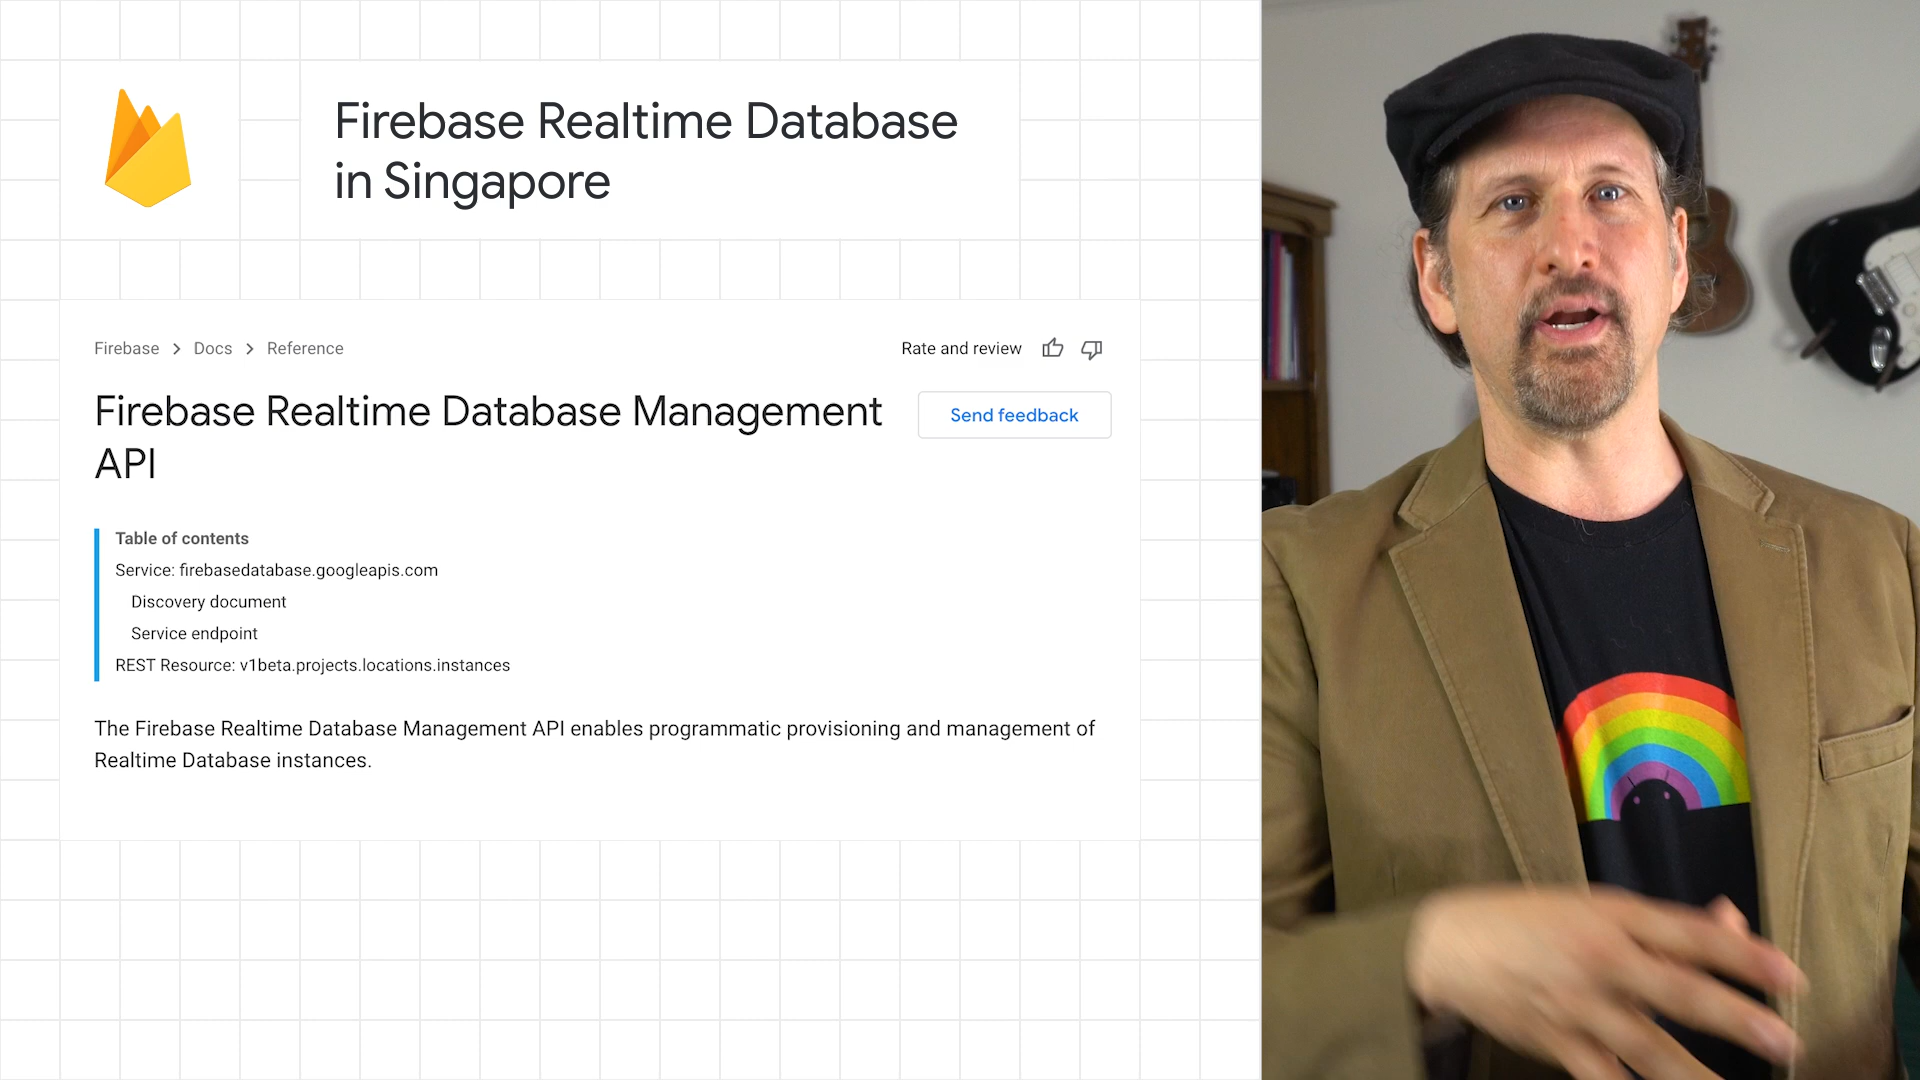 Firebase Realtime Database
in Singapore
Firebase > Docs > Reference
Rate and review
Firebase Realtime Database Management
API
Send feedback
Table of contents
Service: firebasedatabase.googleapis.com
Discovery document
Service endpoint
REST Resource: v1beta.projects.locations.instances
The Firebase Realtime Database Management API enables programmatic provisioning and management of
Realtime Database instances.